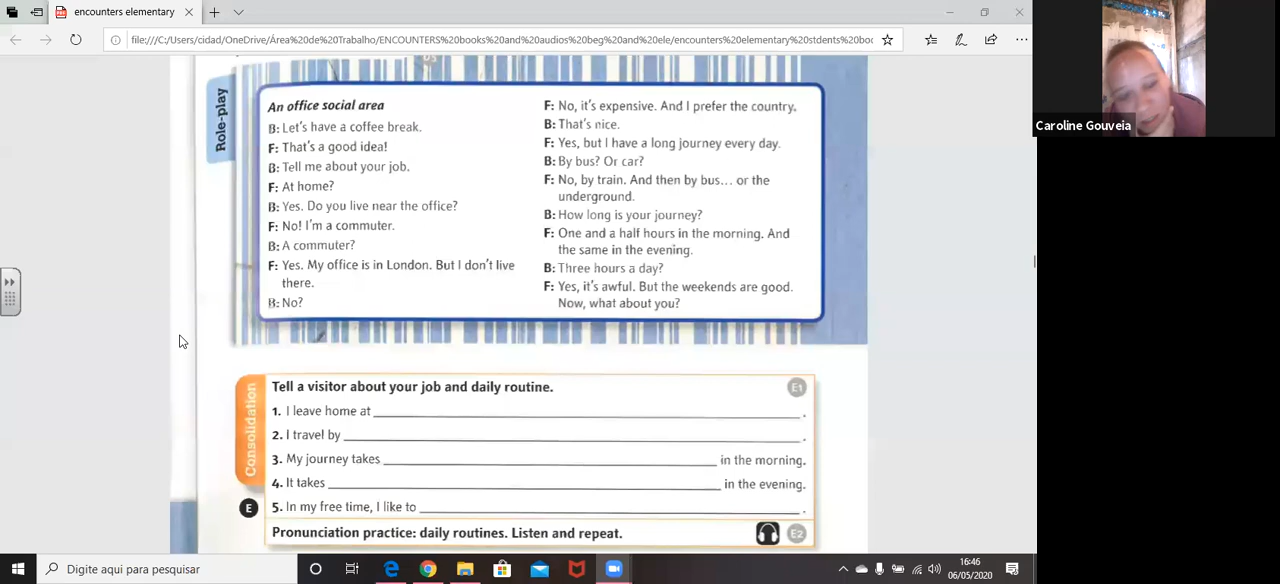 encounters elementary
file:///C:/Users/cidad/OneDrive/Área%20de%20Trabalho/ENCOUNTERS%20books%20and%20audios%20beg%20and%20ele/encounters%20elementary%20stdents%20boo
Caroline Gouveia
Role-play
An office social area
B: Let's have a coffee break.
F: That's a good idea!
B: Tell me about your job.
F: At home?
B: Yes. Do you live near the office?
F: No! I'm a commuter.
B: A commuter?
F: Yes. My office is in London. But I don't live
there.
B: No?
F: No, it's expensive. And I prefer the country.
B: That's nice.
F: Yes, but I have a long journey every day.
B: By bus? Or car?
F: No, by train. And then by bus... or the
underground.
B: How long is your journey?
F: One and a half hours in the morning. And
the same in the evening.
B: Three hours a day?
F: Yes, it's awful. But the weekends are good.
Now, what about you?
Consolidation
Tell a visitor about your job and daily routine. E1
1. I leave home at ______ .
2. I travel by ______ .
3. My journey takes ______ in the morning.
4. It takes ______ in the evening.
E
5. In my free time, I like to ______ .
Pronunciation practice: daily routines. Listen and repeat. E2
Digite aqui para pesquisar
16:46
06/05/2020